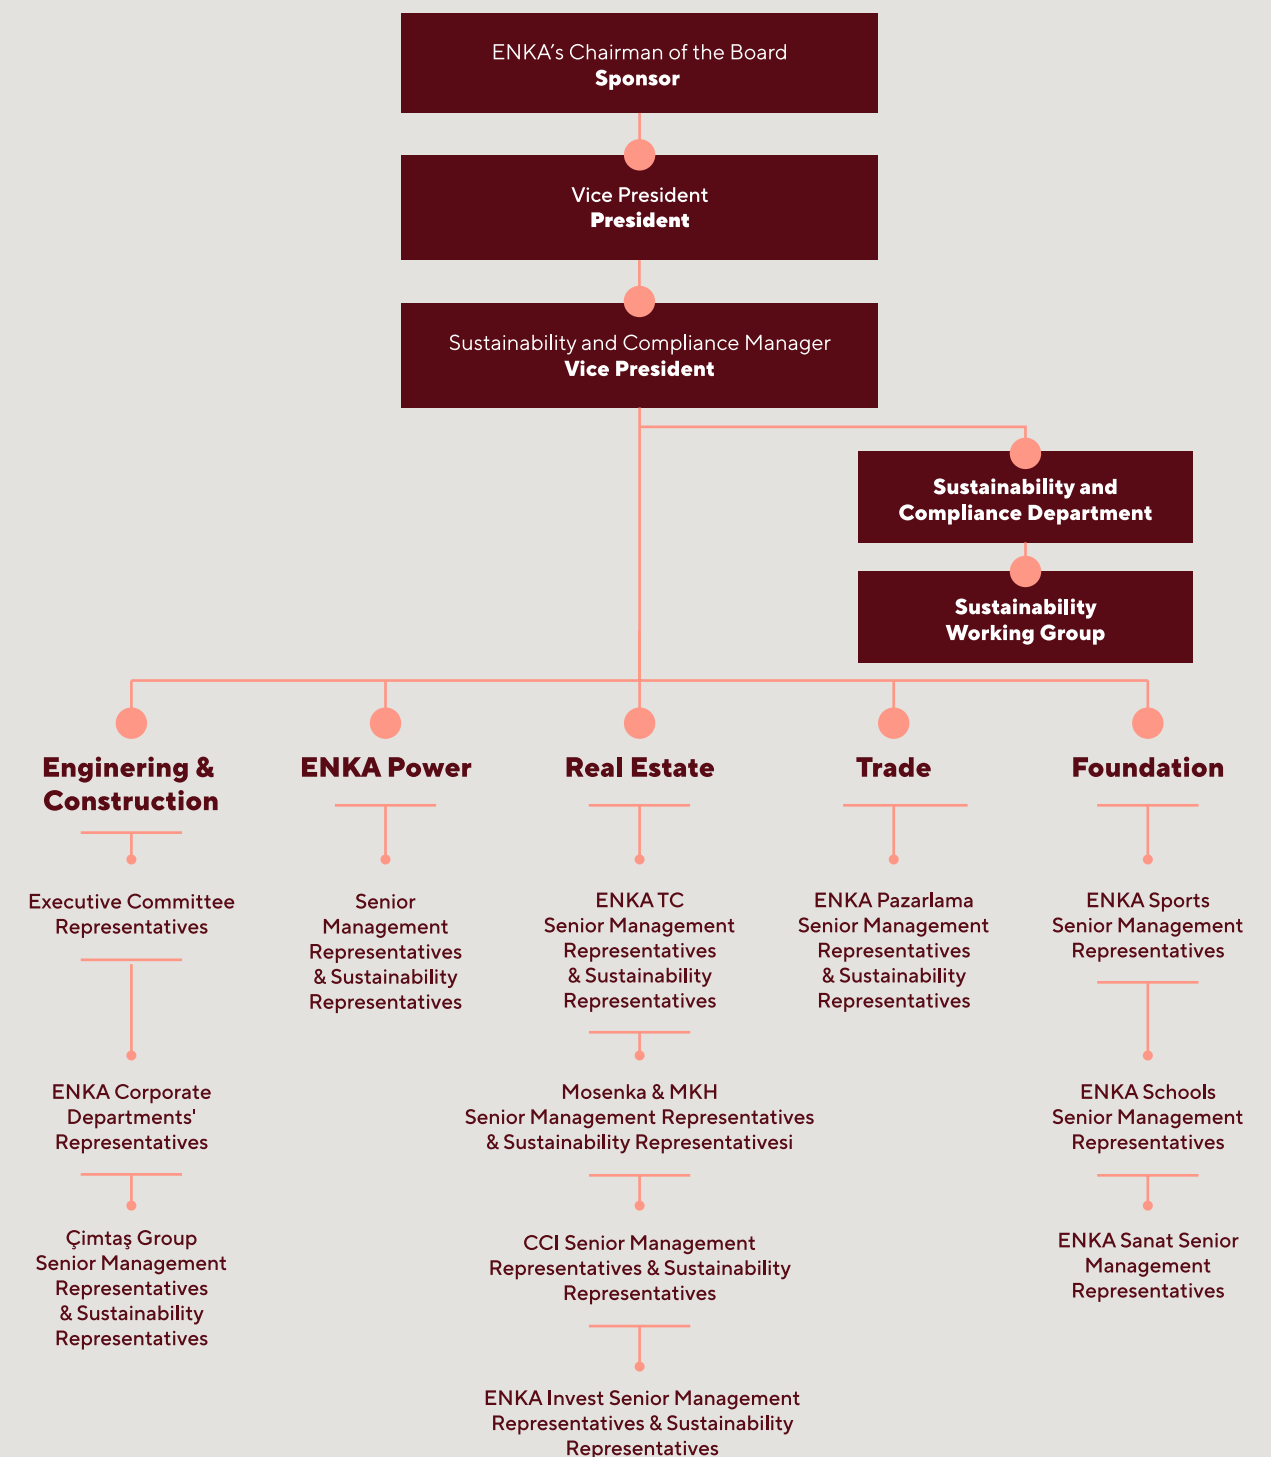 ENKA's Chairman of the Board
Sponsor
Vice President
President
Sustainability and Compliance Manager
Vice President
Sustainability and
Compliance Department
Sustainability
Working Group
Enginering &
Construction
Executive Committee
Representatives
ENKA Corporate
Departments'
Representatives
Çimtaş Group
Senior Management
Representatives
& Sustainability
Representatives
ENKA Power
Senior
Management
Representatives
& Sustainability
Representatives
Real Estate
ENKA TC
Senior Management
Representatives
& Sustainability
Representatives
Mosenka & MKH
Senior Management Representatives
& Sustainability Representativesi
CCI Senior Management
Representatives & Sustainability
Representatives
ENKA Invest Senior Management
Representatives & Sustainability
Representatives
Trade
ENKA Pazarlama
Senior Management
Representatives
& Sustainability
Representatives
Foundation
ENKA Sports
Senior Management
Representatives
ENKA Schools
Senior Management
Representatives
ENKA Sanat Senior
Management
Representatives